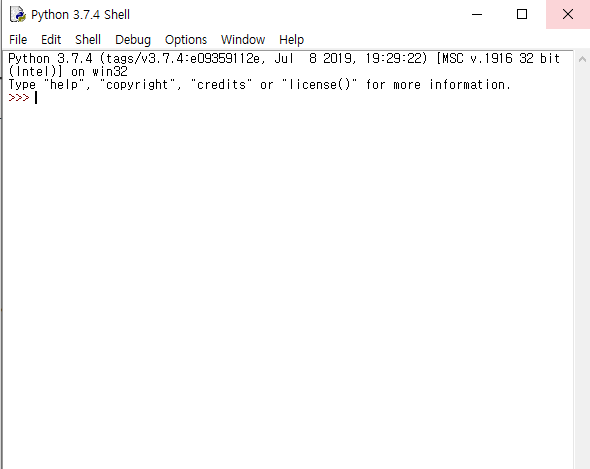 Python 3.7.4 Shell
File Edit Shell Debug Options Window Help
Python 3.7.4 (tags/v3.7.4:e09359112e, Jul  8 2019, 19:29:22) [MSC v.1916 32 bit
(Intel)] on win32
Type "help", "copyright", "credits" or "license()" for more information.
>>>